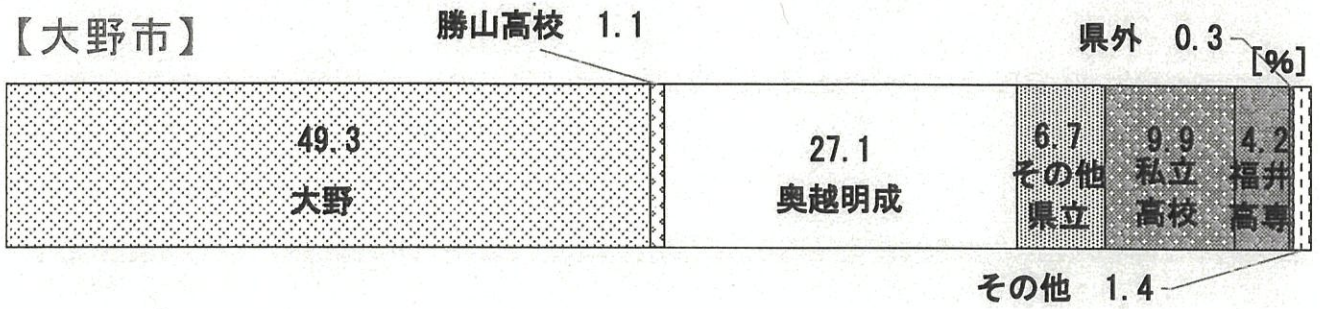 【大野市】
勝山高校 1.1
県外 0.3
[%]
49.3
大野
27.1
奥越明成
6.7
その他
県立
9.9
私立
高校
4.2
福井
高専
その他 1.4